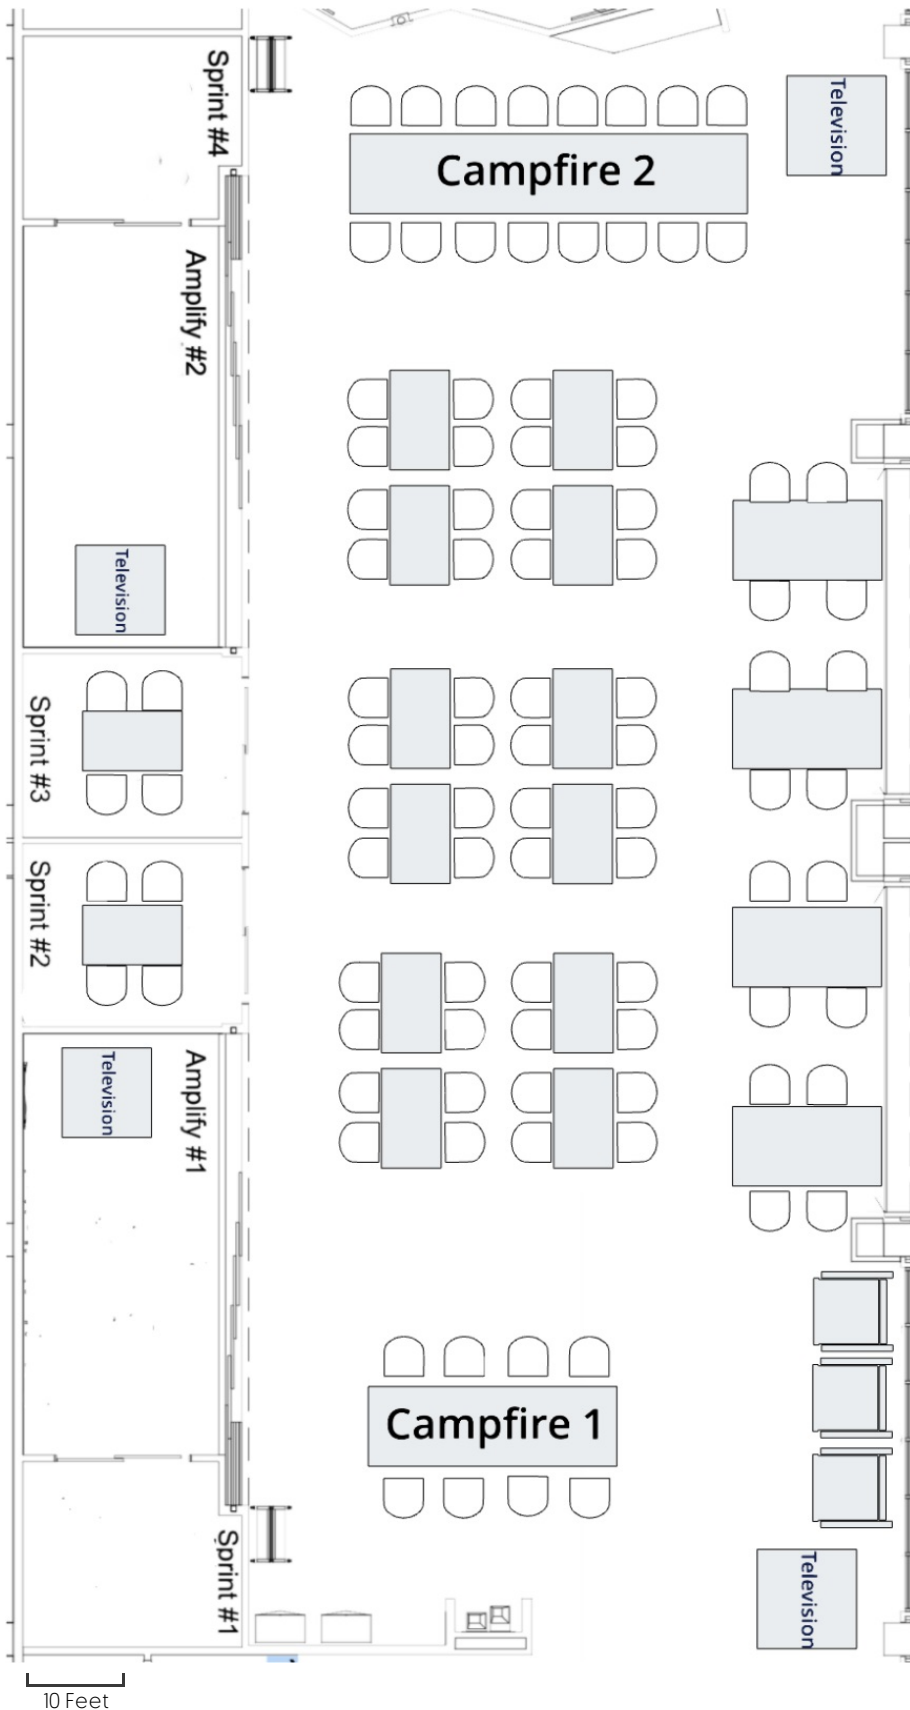 Sprint #4
Television
Campfire 2
Amplify #2
Television
Sprint #3
Sprint #2
Television
Amplify #1
Campfire 1
Sprint #1
Television
10 Feet